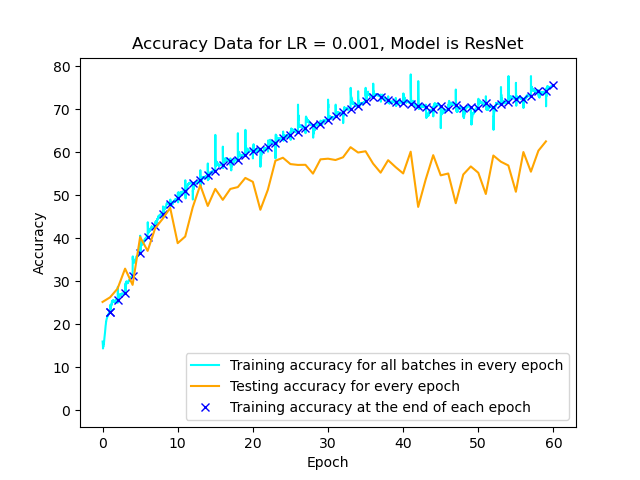 Accuracy Data for LR = 0.001, Model is ResNet
80
70
60
50
40
30
20
10
0
Accuracy
Training accuracy for all batches in every epoch
Testing accuracy for every epoch
Training accuracy at the end of each epoch
0 10 20 30 40 50 60
Epoch